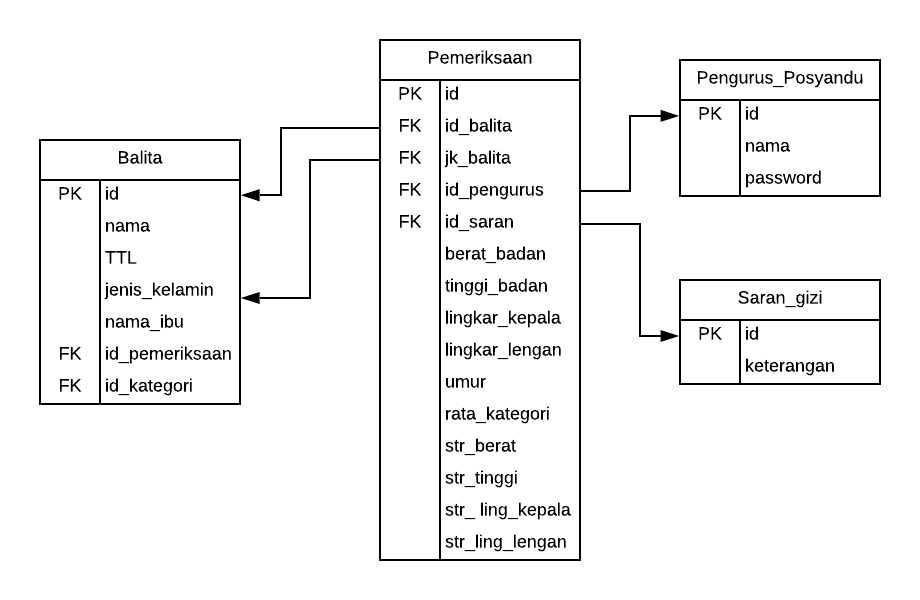 Balita
PK id
nama
TTL
jenis_kelamin
nama_ibu
FK id_pemeriksaan
FK id_kategori
Pemeriksaan
PK id
FK id_balita
FK jk_balita
FK id_pengurus
FK id_saran
berat_badan
tinggi_badan
lingkar_kepala
lingkar_lengan
umur
rata_kategori
str_berat
str_tinggi
str_ ling_kepala
str_ling_lengan
Pengurus_Posyandu
PK id
nama
password
Saran_gizi
PK id
keterangan